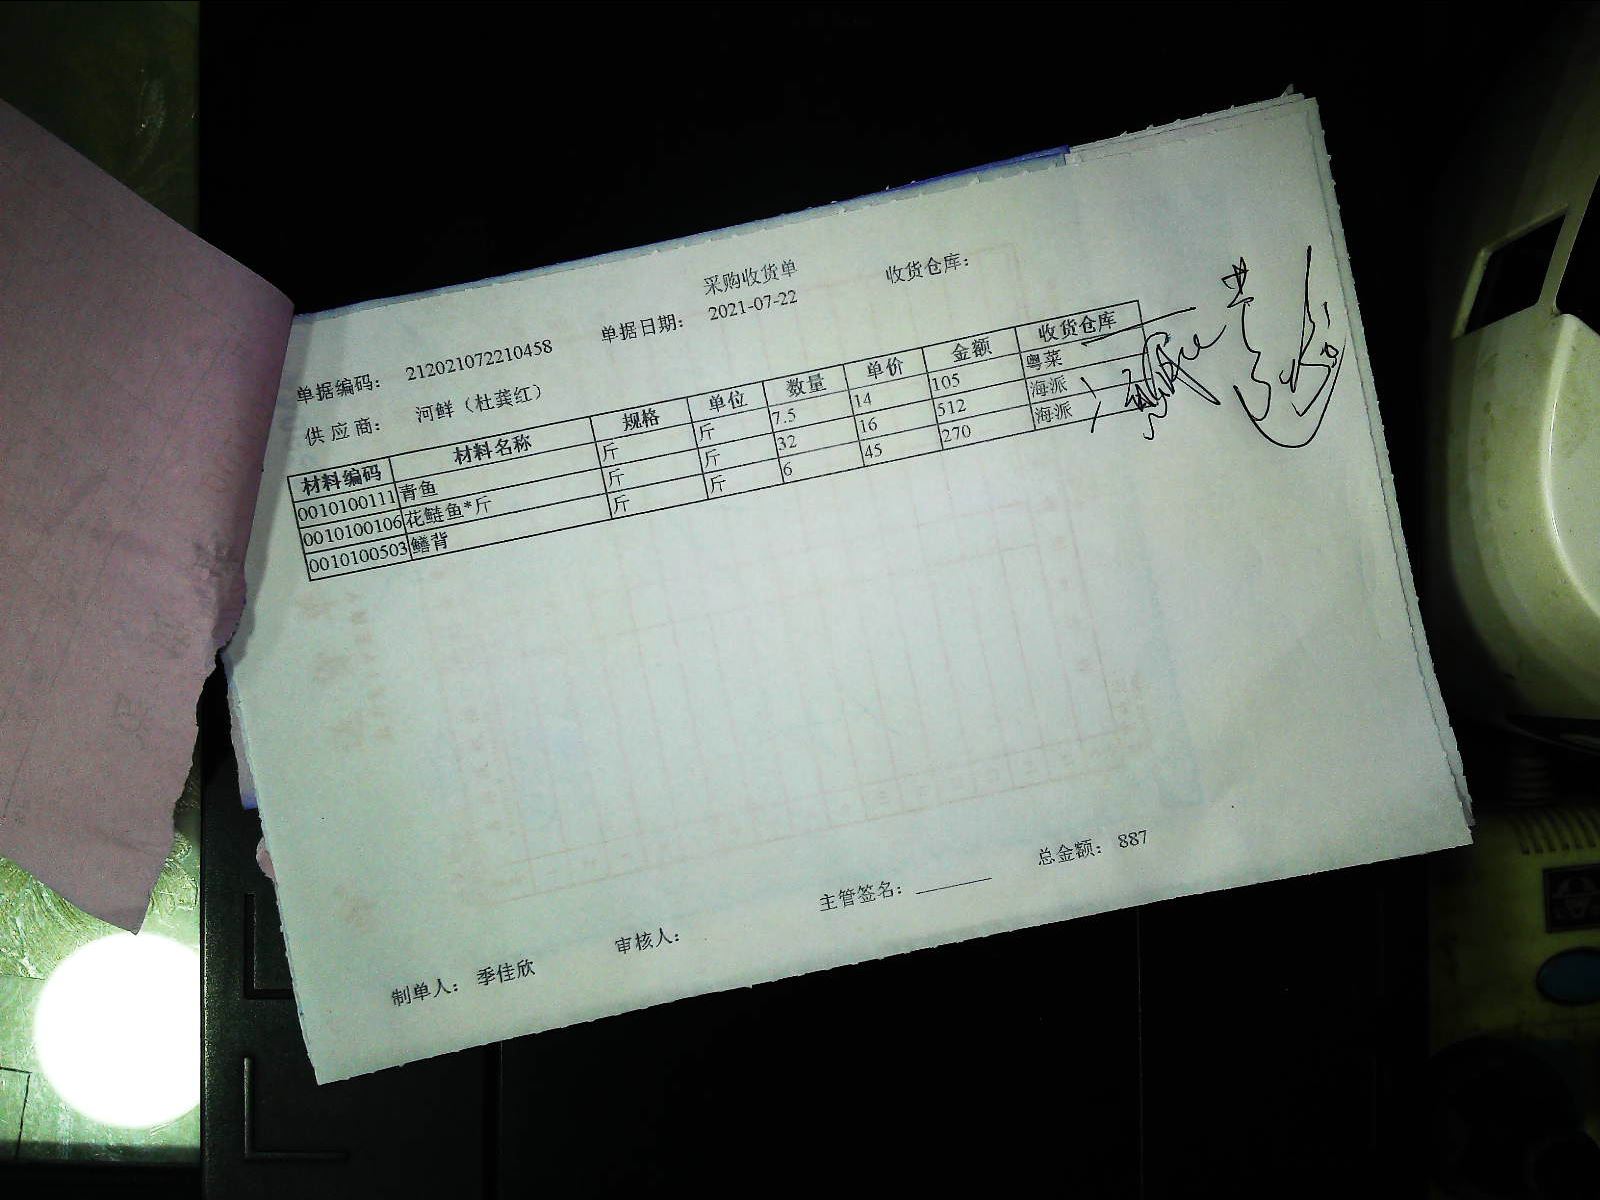 采购收货单
单据编码： 212021072210458 单据日期： 2021-07-22 收货仓库：
供 应 商： 河鲜（杜龚红）
材料编码 材料名称 规格 单位 数量 单价 金额 收货仓库
0010100111 青鱼 斤 斤 7.5 14 105 粤菜
0010100106 花鲢鱼*斤 斤 斤 32 16 512 海派
0010100503 鳝背 斤 斤 6 45 270 海派
总金额： 887
制单人： 季佳欣 审核人： 主管签名：